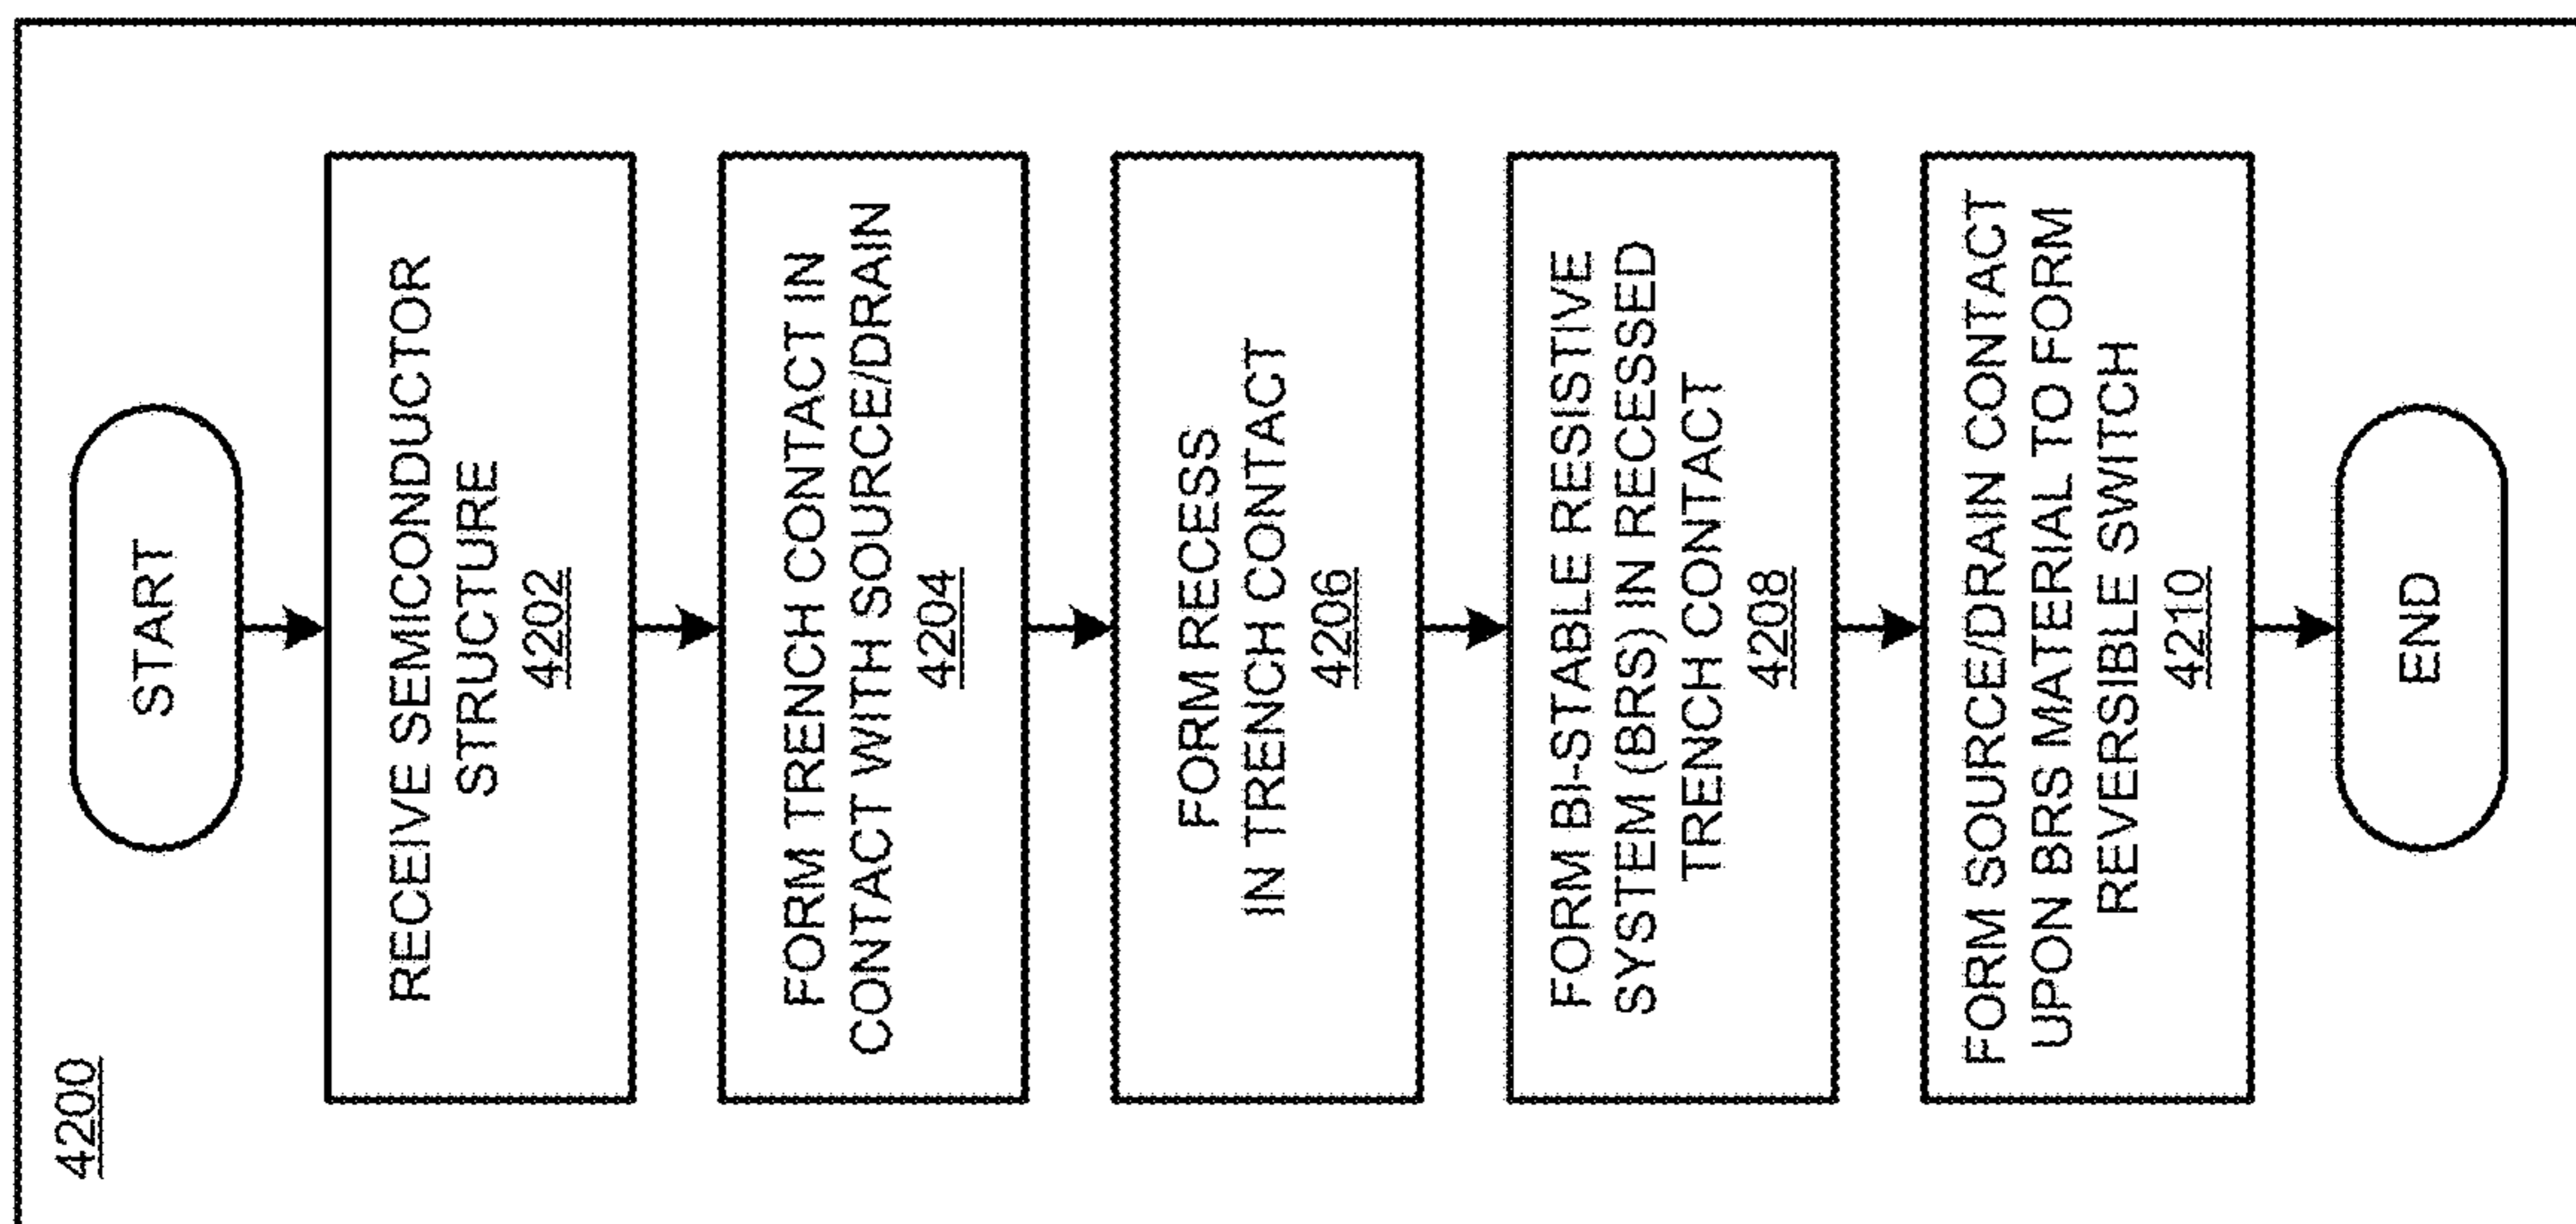 4200
START
RECEIVE SEMICONDUCTOR
STRUCTURE
4202
FORM TRENCH CONTACT IN
CONTACT WITH SOURCE/DRAIN
4204
FORM RECESS
IN TRENCH CONTACT
4206
FORM BI-STABLE RESISTIVE
SYSTEM (BRS) IN RECESSED
TRENCH CONTACT
4208
FORM SOURCE/DRAIN CONTACT
UPON BRS MATERIAL TO FORM
REVERSIBLE SWITCH
4210
END